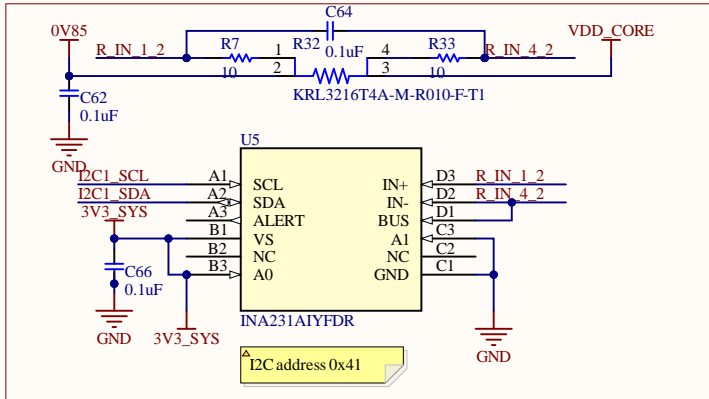 C64
0V85
VDD_CORE
R_IN_1_2
R7
1
R32
0.1uF
4
R33
R_IN_4_2
10
2
3
10
KRL3216T4A-M-R010-F-T1
C62
0.1uF
GND
U5
I2C1_SCL
A1
SCL
IN+
D3
R_IN_1_2
I2C1_SDA
A2
SDA
IN-
D2
R_IN_4_2
3V3_SYS
A3
ALERT
BUS
D1
B1
VS
A1
C3
B2
NC
NC
C2
C66
B3
A0
GND
C1
0.1uF
GND
3V3_SYS
INA231AIYFDR
GND
I2C address 0x41